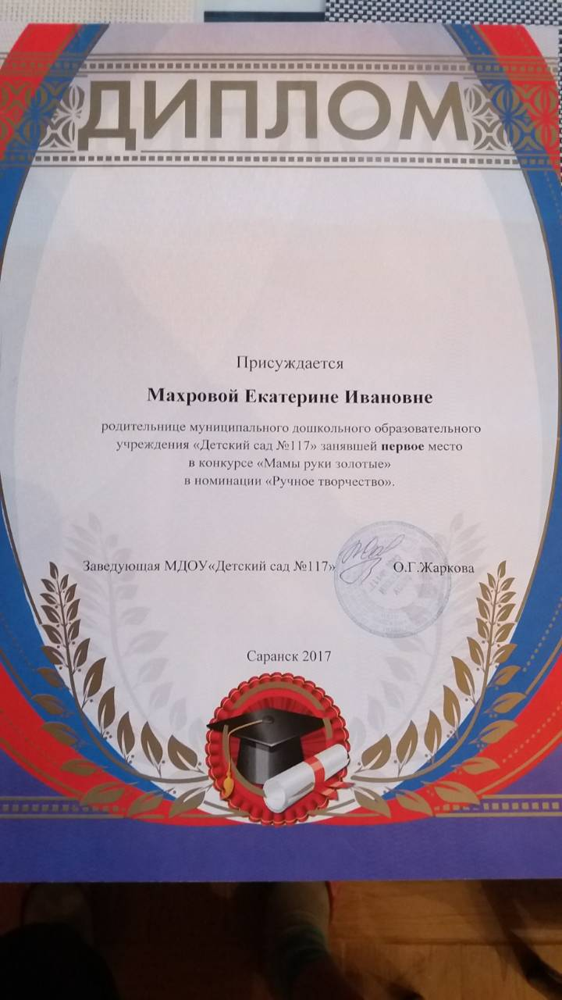 ДИПЛОМ
Присуждается
Махровой Екатерине Ивановне
родительнице муниципального дошкольного образовательного
учреждения «Детский сад №117» занявшей первое место
в конкурсе «Мамы руки золотые»
в номинации «Ручное творчество».
Заведующая МДОУ«Детский сад №117» О.Г.Жаркова
Саранск 2017